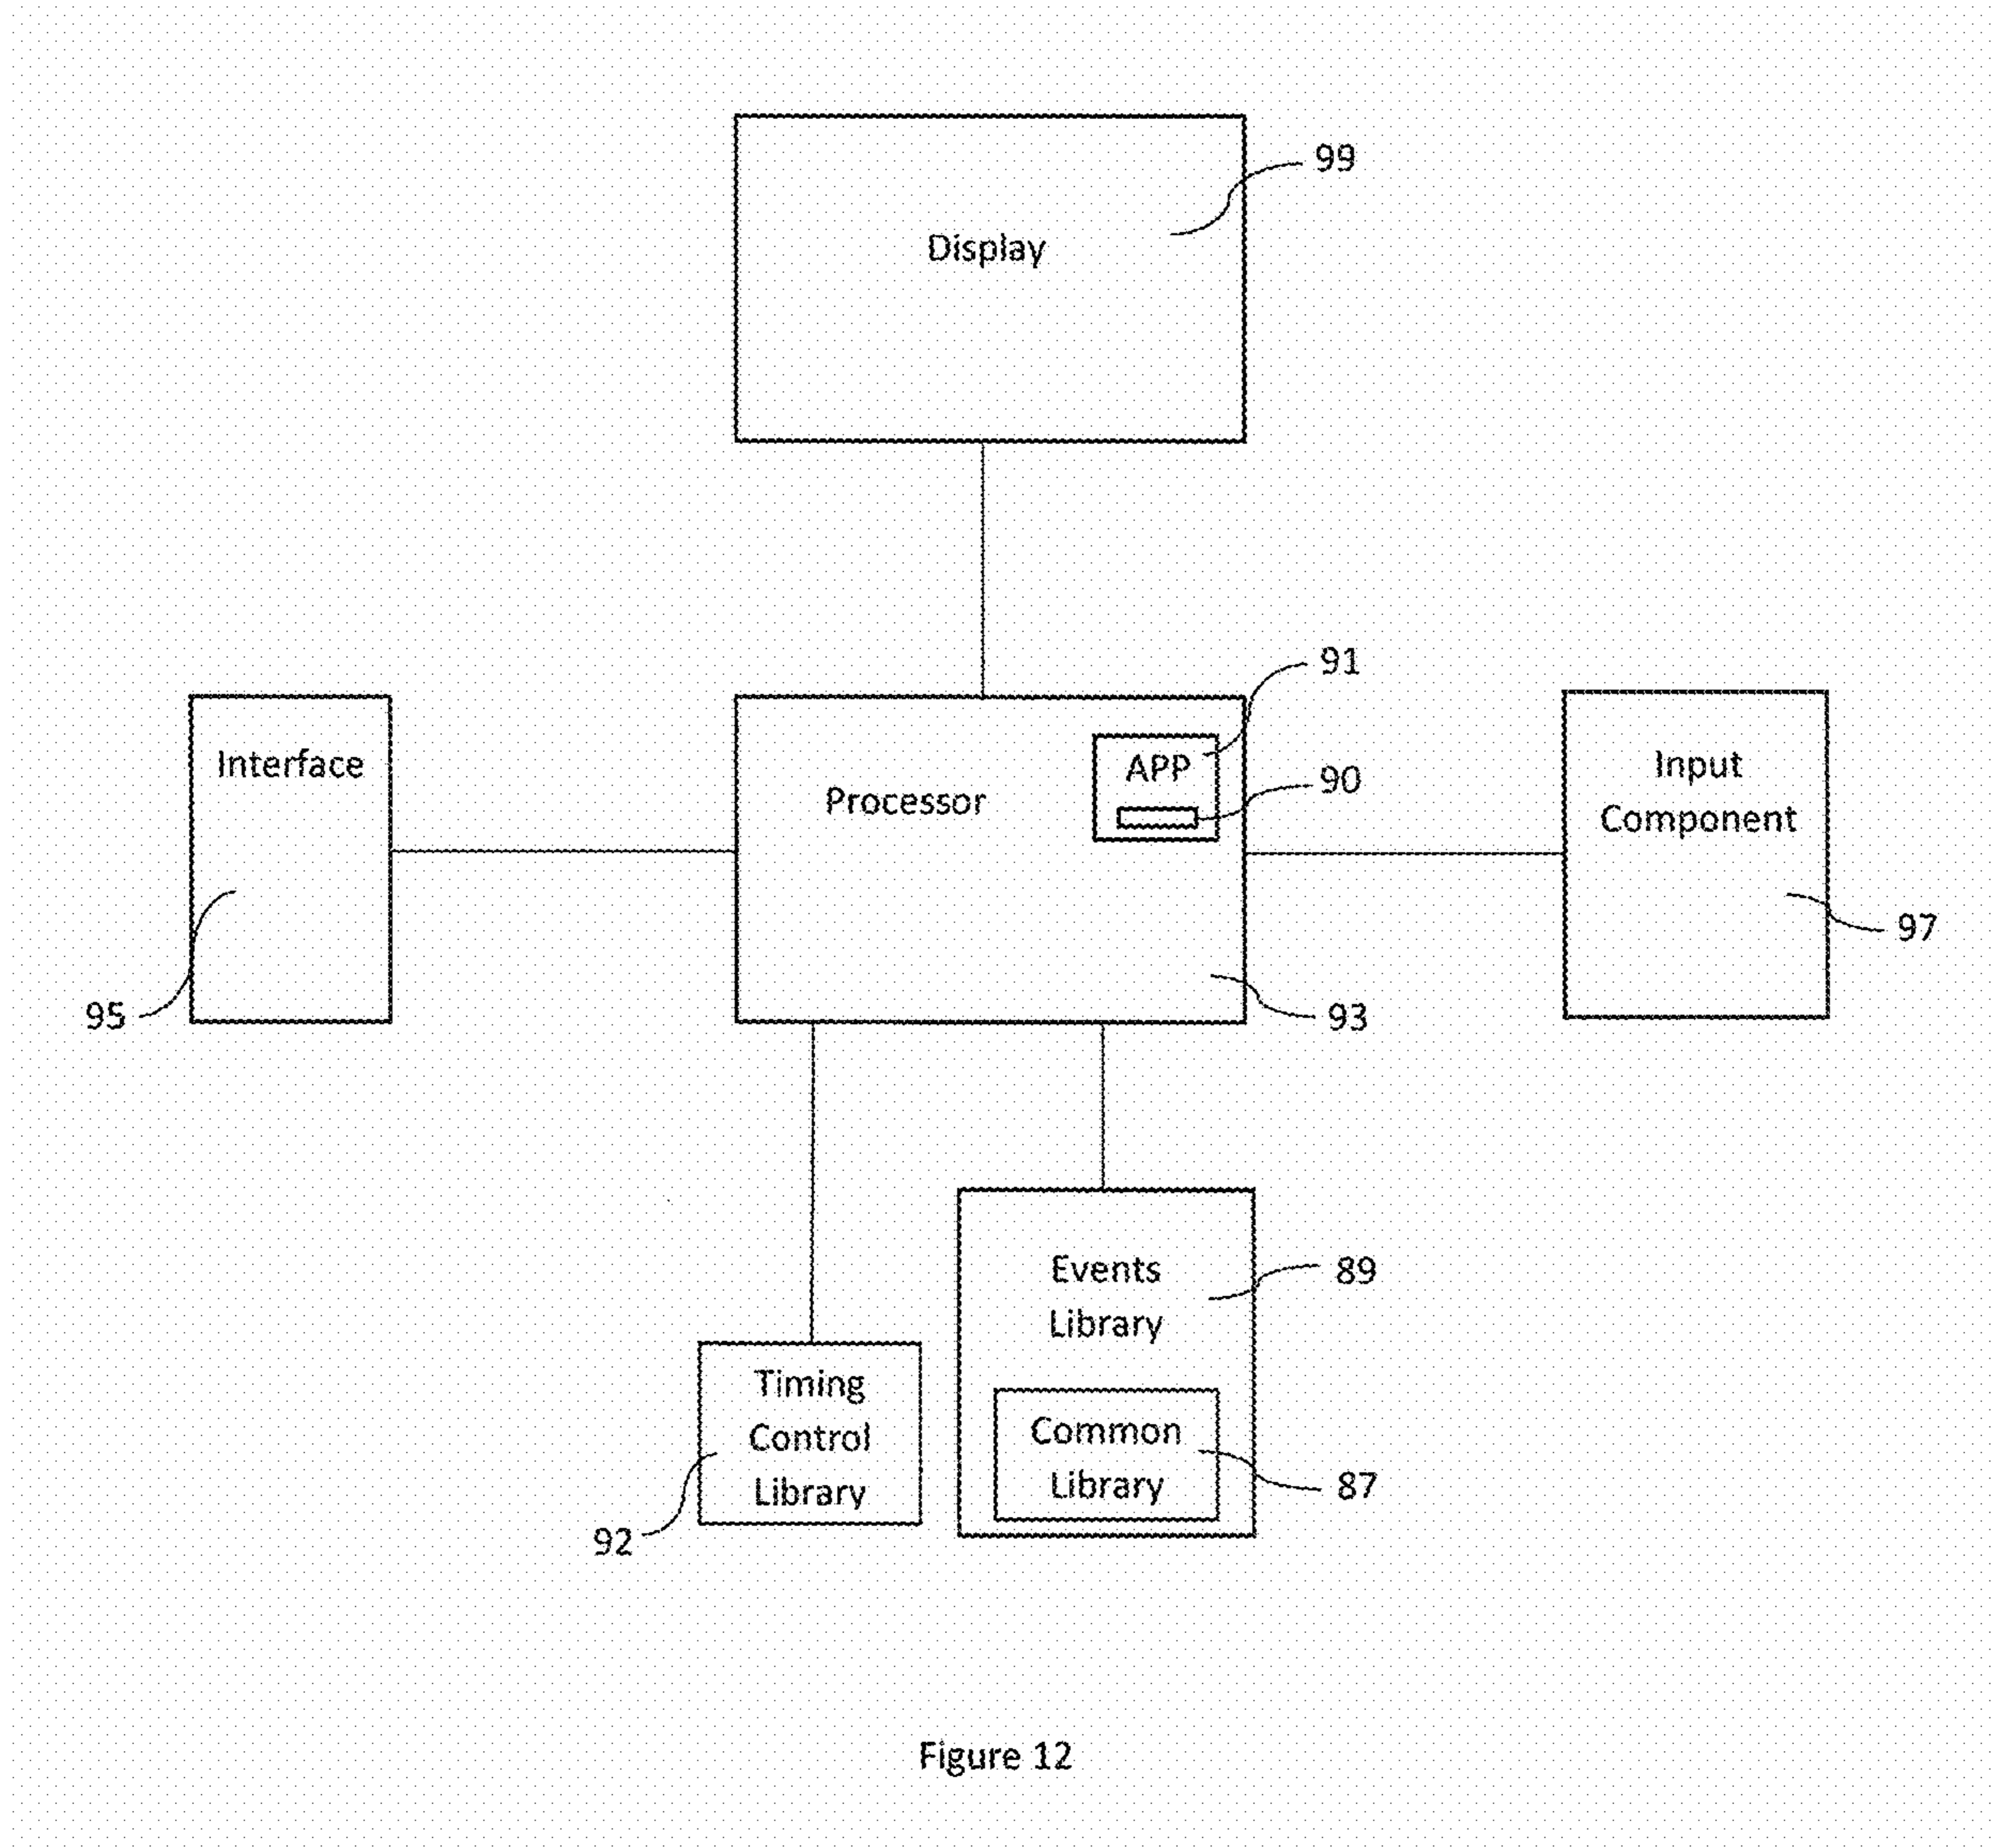 Display
99
91
Interface
Processor
APP
90
Input
Component
97
95
93
Events
Library
89
Timing
Control
Library
92
Common
Library
87
Figure 12